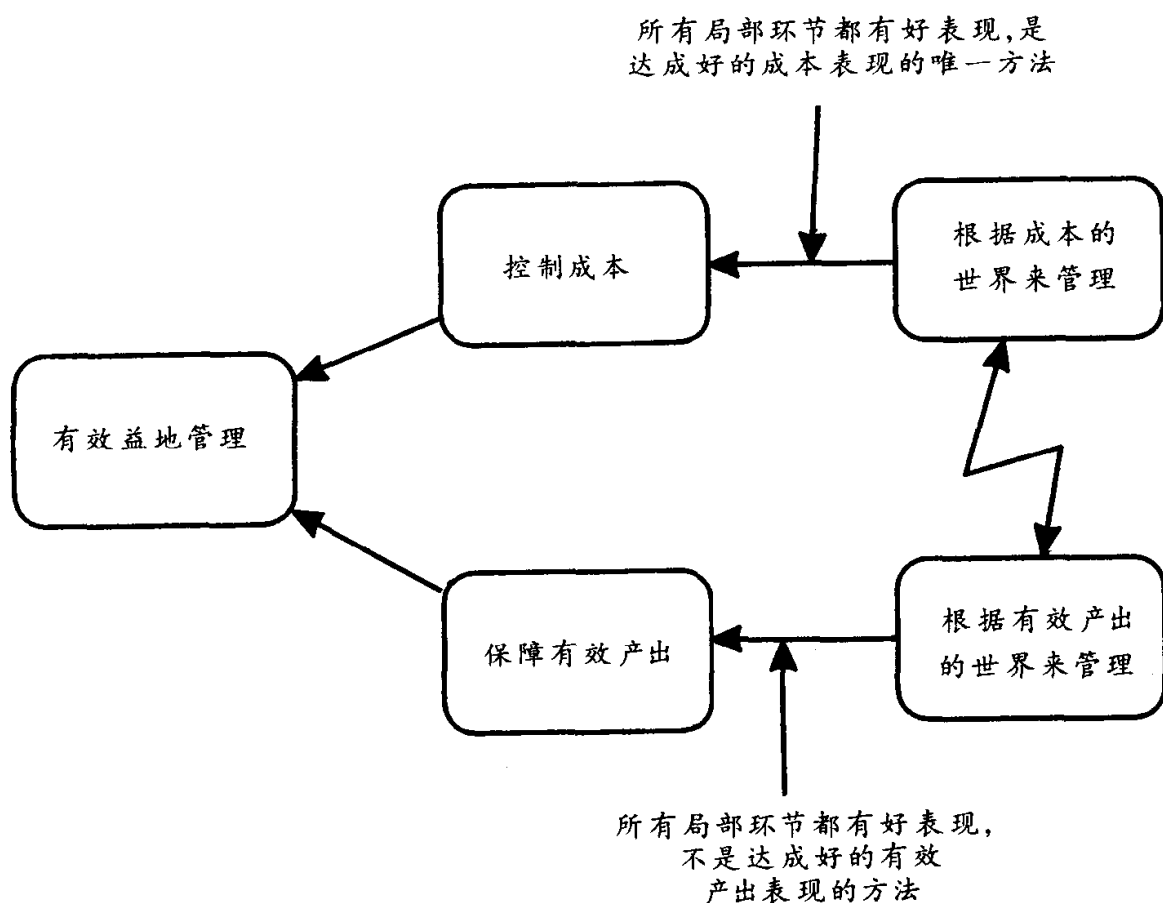 所有局部环节都有好表现,是
达成好的成本表现的唯一方法
控制成本
根据成本的
世界来管理
有效益地管理
保障有效产出
根据有效产出
的世界来管理
所有局部环节都有好表现,
不是达成好的有效
产出表现的方法